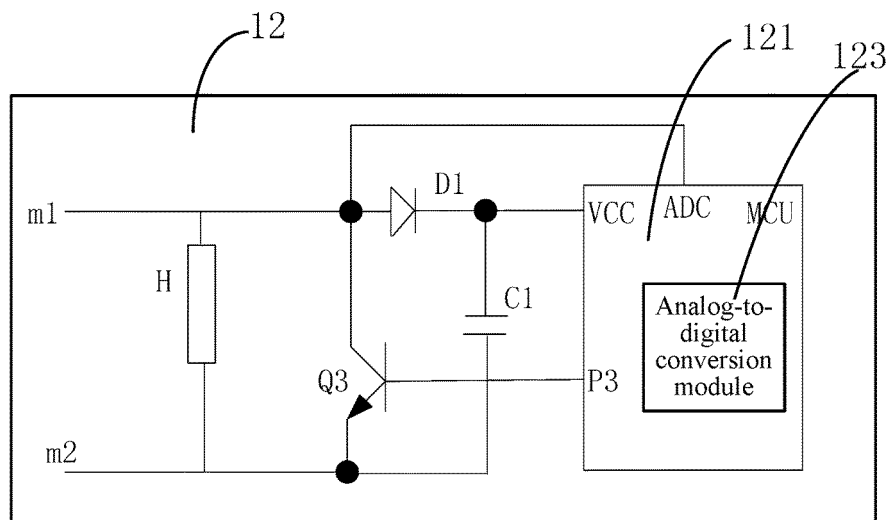 12
121
123
m1
D1
VCC
ADC
MCU
H
C1
Analog-to-
digital
conversion
module
Q3
P3
m2